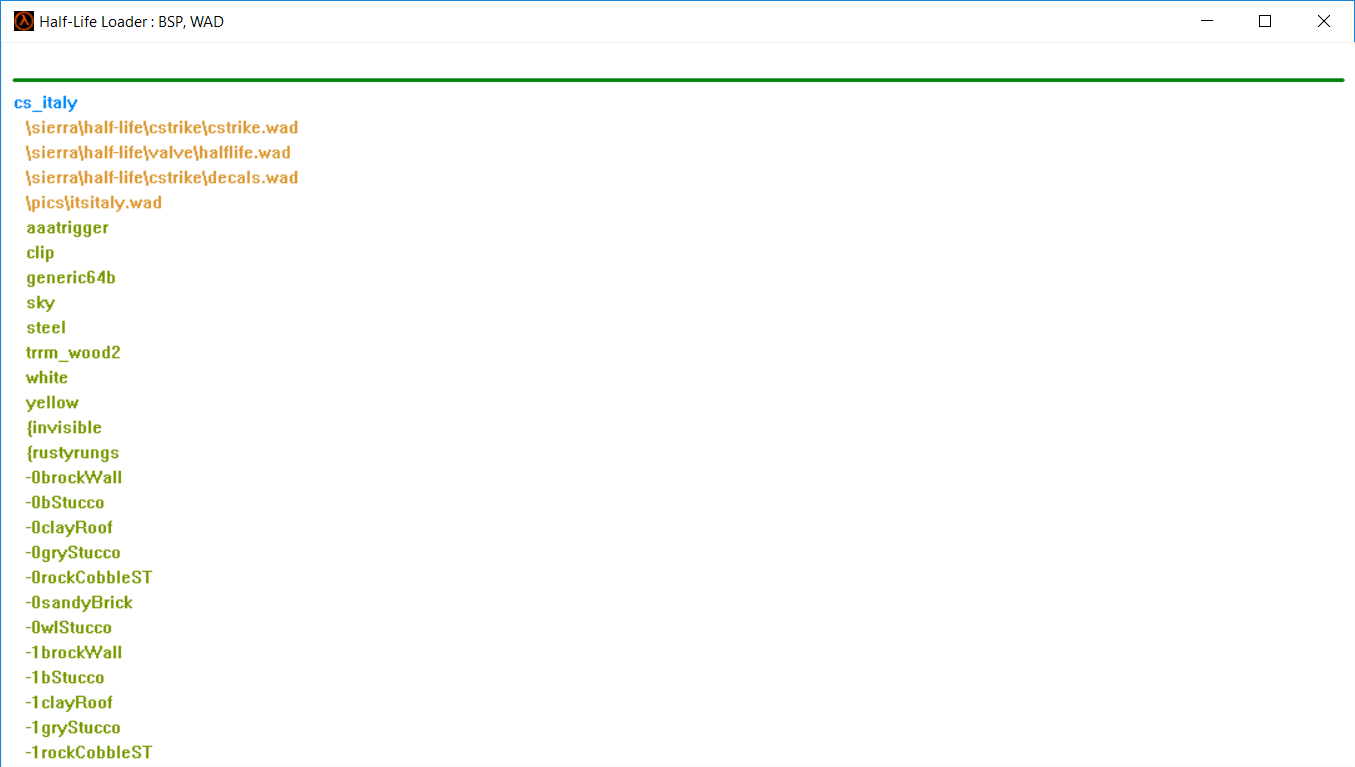 Half-Life Loader : BSP, WAD
cs_italy
\sierra\half-life\cstrike\cstrike.wad
\sierra\half-life\valve\halflife.wad
\sierra\half-life\cstrike\decals.wad
\pics\itsitaly.wad
aaatrigger
clip
generic64b
sky
steel
trrm_wood2
white
yellow
{invisible
{rustyrungs
-0brockWall
-0bStucco
-0clayRoof
-0gryStucco
-0rockCobbleST
-0sandyBrick
-0wlStucco
-1brockWall
-1bStucco
-1clayRoof
-1gryStucco
-1rockCobbleST